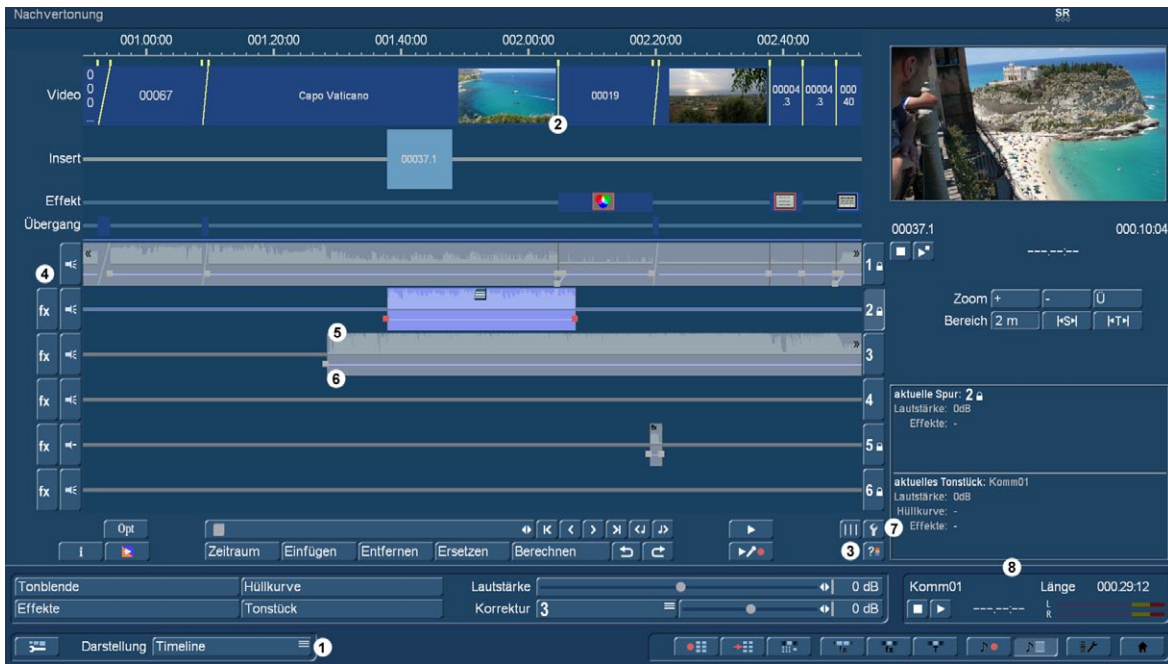 Nachvertonung
SR
001.00:00 001.20:00 001.40:00 002.00:00 002.20:00 002.40:00
Video 0 0 0 ... 00067 Capo Vaticano 00019 00004 .3 00004 .3 000 40
2
Insert 00037.1
Effekt
Übergang
00037.1 000.10:04
4 « » 1
--.--:--
fx 2
Zoom + - Ü
Bereich 2 m |◂S▸| |◂T▸|
5
fx » 3
6
fx 4
aktuelle Spur: 2
Lautstärke: 0dB
Effekte: -
fx fx 5
fx 6
aktuelles Tonstück: Komm01
Lautstärke: 0dB
Hüllkurve: -
Effekte: -
Opt 7
i Zeitraum Einfügen Entfernen Ersetzen Berechnen 3 ?
8
Tonblende Hüllkurve Lautstärke 0 dB
Komm01 Länge 000.29:12
Effekte Tonstück Korrektur 3 0 dB
--.--:-- L R
Darstellung Timeline 1